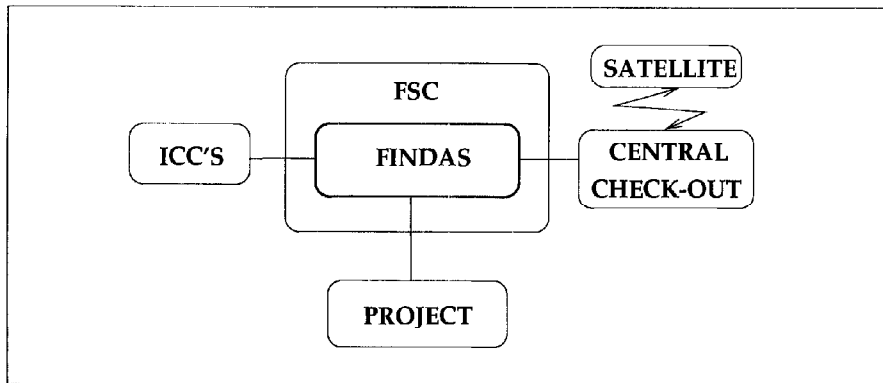 SATELLITE
FSC
ICC'S
FINDAS
CENTRAL
CHECK-OUT
PROJECT